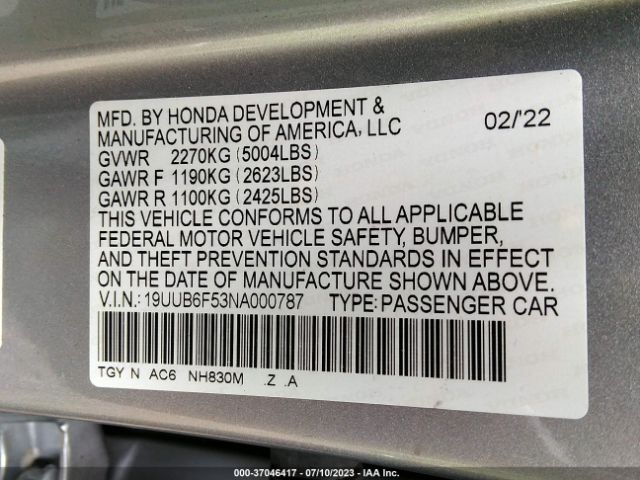 MFD. BY HONDA DEVELOPMENT &
MANUFACTURING OF AMERICA, LLC 02/'22
GVWR 2270KG (5004LBS)
GAWR F 1190KG (2623LBS)
GAWR R 1100KG (2425LBS)
THIS VEHICLE CONFORMS TO ALL APPLICABLE
FEDERAL MOTOR VEHICLE SAFETY, BUMPER,
AND THEFT PREVENTION STANDARDS IN EFFECT
ON THE DATE OF MANUFACTURE SHOWN ABOVE.
V.I.N.: 19UUB6F53NA000787 TYPE: PASSENGER CAR
TGY N AC6 NH830M .Z .A
000-37046417 - 07/10/2023 - IAA Inc.